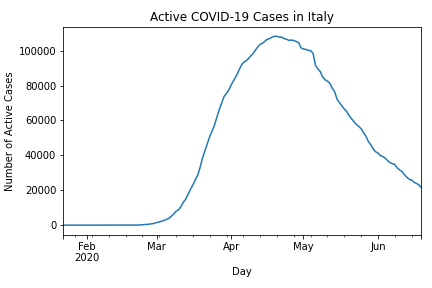 Active COVID-19 Cases in Italy
Number of Active Cases
100000
80000
60000
40000
20000
0
Feb Mar Apr May Jun
2020
Day